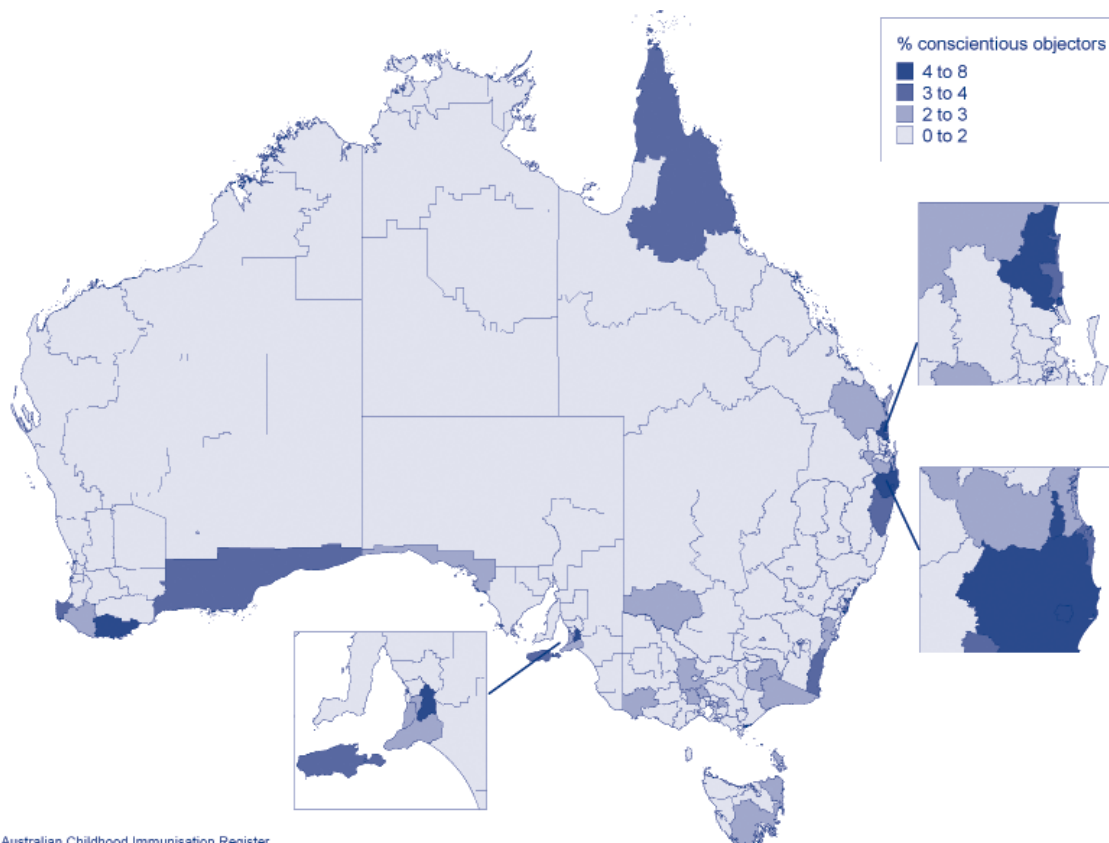 % conscientious objectors
4 to 8
3 to 4
2 to 3
0 to 2
Australian Childhood Immunisation Register